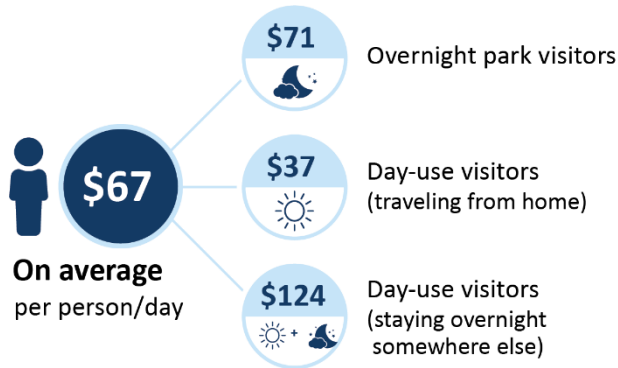 $71
Overnight park visitors
$67
$37
Day-use visitors
(traveling from home)
On average
per person/day
$124
+
Day-use visitors
(staying overnight
somewhere else)